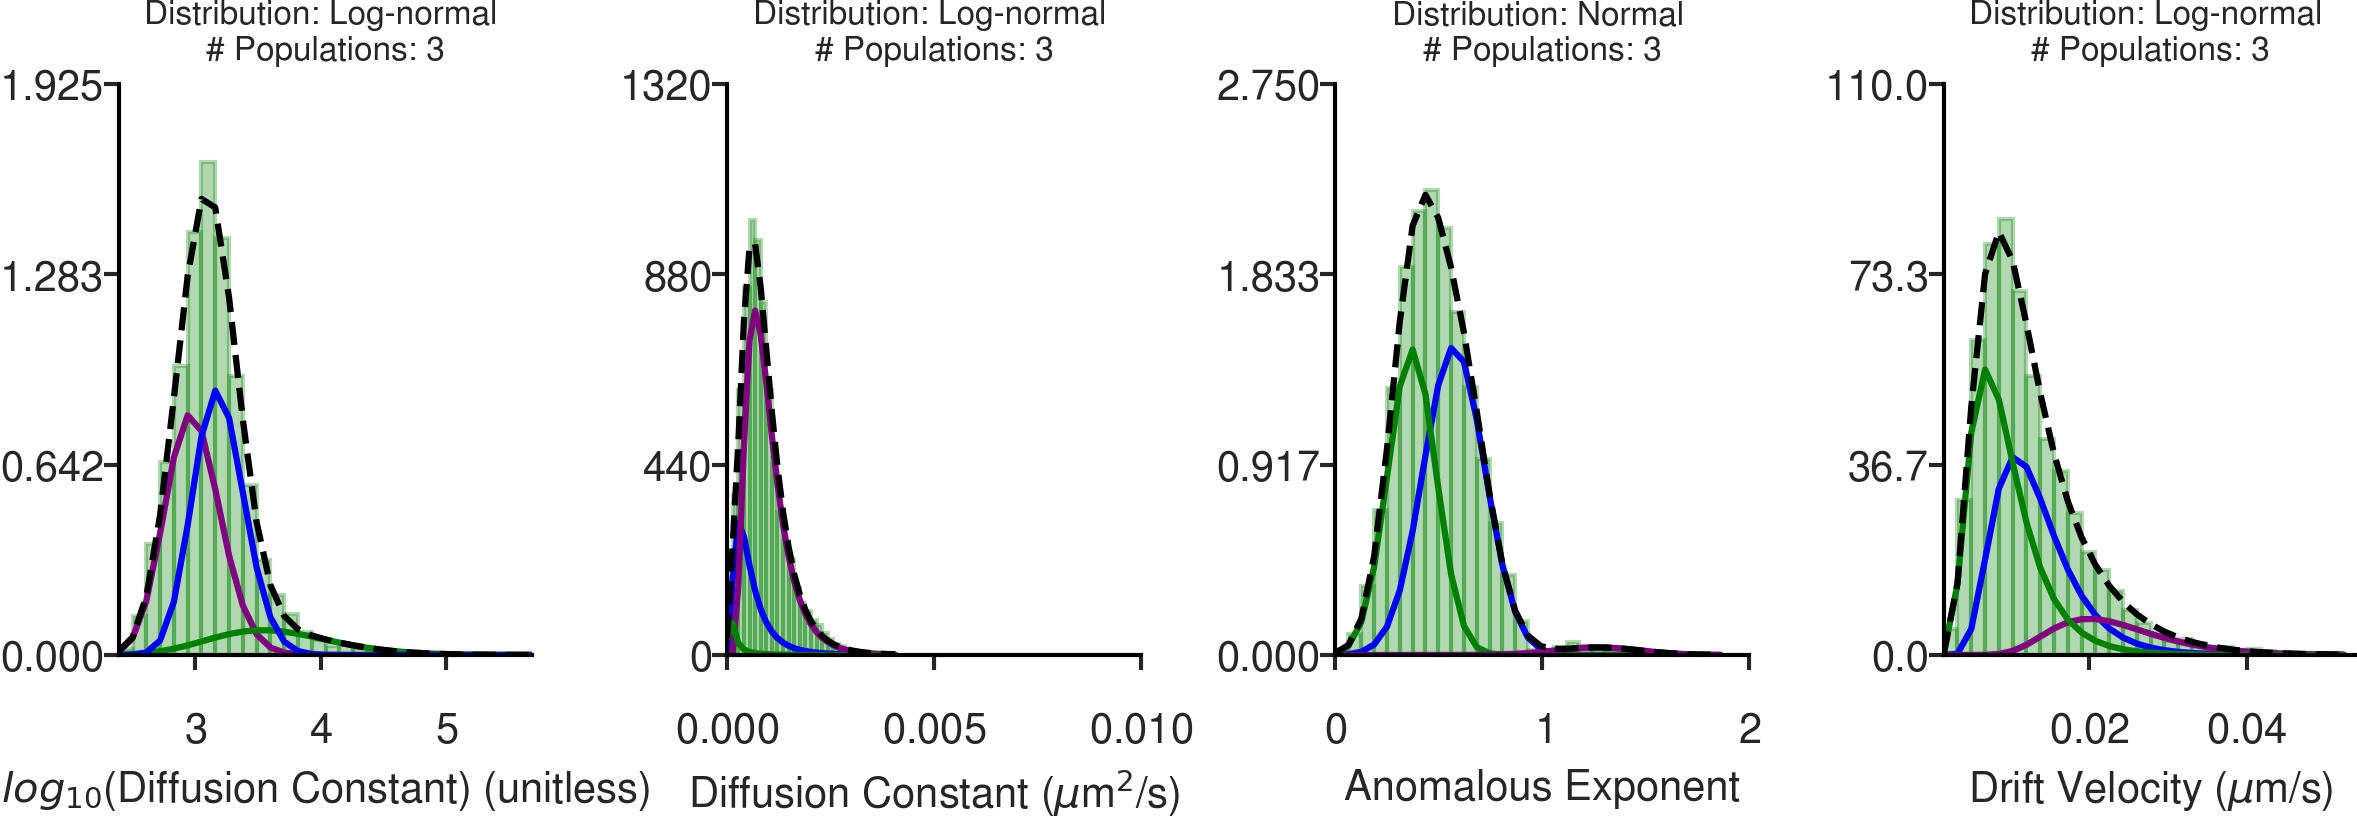 Distribution: Log-normal
# Populations: 3
1.925
1.283
0.642
0.000
3 4 5
log₁₀(Diffusion Constant) (unitless)
Distribution: Log-normal
# Populations: 3
1320
880
440
0
0.000 0.005 0.010
Diffusion Constant (μm²/s)
Distribution: Normal
# Populations: 3
2.750
1.833
0.917
0.000
0 1 2
Anomalous Exponent
Distribution: Log-normal
# Populations: 3
110.0
73.3
36.7
0.0
0.02 0.04
Drift Velocity (μm/s)